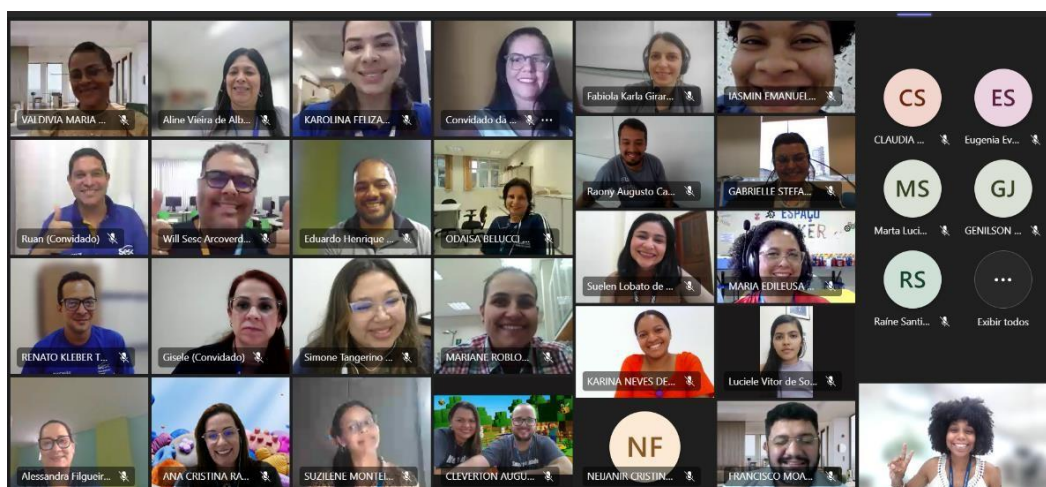 VALDIVIA MARIA ...
Aline Vieira de Alb...
KAROLINA FELIZA...
Convidado da ...
Fabiola Karla Girar...
IASMIN EMANUEL...
CS
CLAUDIA ...
ES
Eugenia Ev...
Raony Augusto Ca...
GABRIELLE STEFA...
Ruan (Convidado)
Sesc
Will Sesc Arcoverd...
Eduardo Henrique ...
ODAISA BELUCCI...
MS
Marta Luci...
GJ
GENILSON ...
ESPAÇO
KER
Suelen Lobato de ...
MARIA EDILEUSA ...
RS
Raíne Santi...
...
Exibir todos
RENATO KLEBER T...
Gisele (Convidado)
Simone Tangerino ...
MARIANE ROBLO...
KARINA NEVES DE...
Luciele Vitor de So...
Alessandra Filgueir...
ANA CRISTINA RA...
SUZILENE MONTEI...
CLEVERTON AUGU...
NF
NEIJANIR CRISTIN...
FRANCISCO MOA...